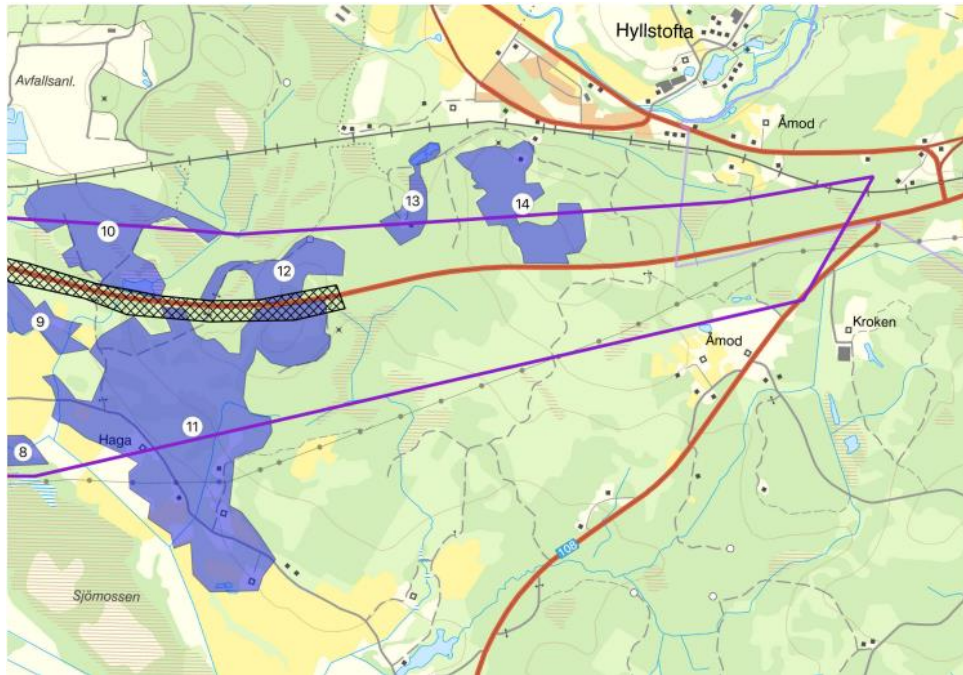 Hyllstofta
Avfallsanl.
Åmod
13
14
10
12
9
Kroken
Åmod
11
Haga
8
108
Sjömossen